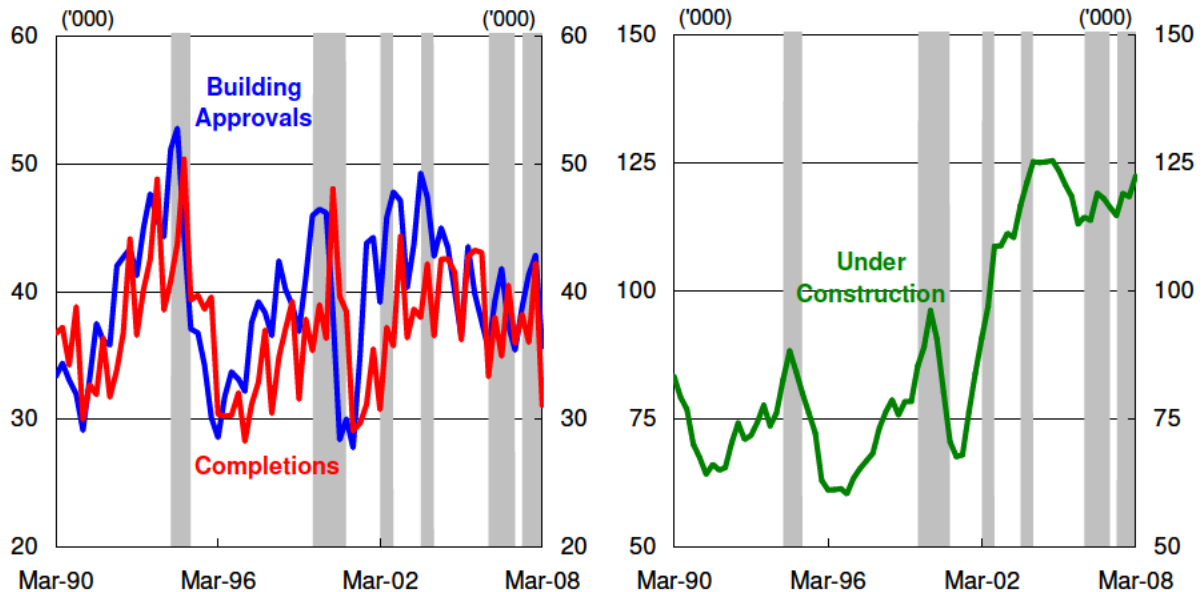 ('000) ('000)
60 60
Building
Approvals
50 50
40 40
30 30
Completions
20 20
Mar-90 Mar-96 Mar-02 Mar-08
('000) ('000)
150 150
125 125
Under
Construction
100 100
75 75
50 50
Mar-90 Mar-96 Mar-02 Mar-08